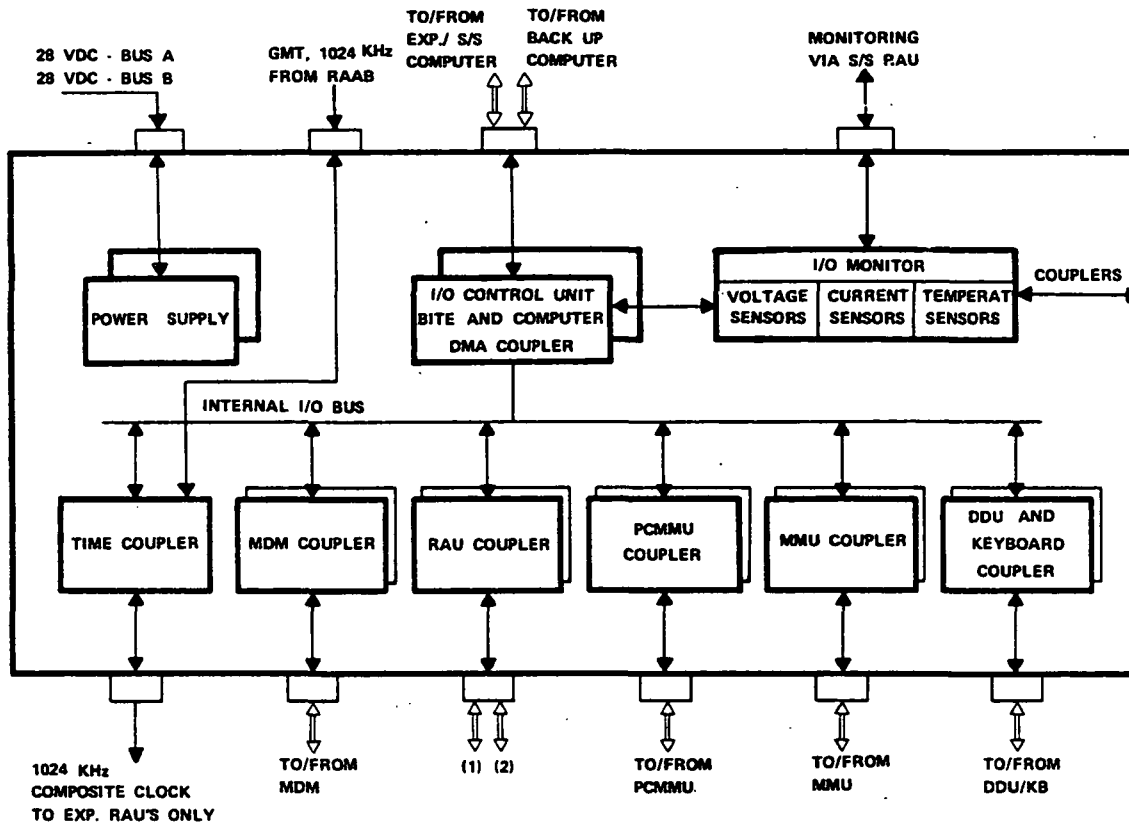 28 VDC - BUS A
28 VDC - BUS B
GMT, 1024 KHz
FROM RAAB
TO/FROM
EXP./ S/S
COMPUTER
TO/FROM
BACK UP
COMPUTER
MONITORING
VIA S/S P.AU
POWER SUPPLY
I/O CONTROL UNIT
BITE AND COMPUTER
DMA COUPLER
I/O MONITOR
VOLTAGE
SENSORS
CURRENT
SENSORS
TEMPERAT
SENSORS
COUPLERS
INTERNAL I/O BUS
TIME COUPLER
MDM COUPLER
RAU COUPLER
PCMMU
COUPLER
MMU COUPLER
DDU AND
KEYBOARD
COUPLER
1024 KHz
COMPOSITE CLOCK
TO EXP. RAU'S ONLY
TO/FROM
MDM
(1) (2)
TO/FROM
PCMMU.
TO/FROM
MMU
TO/FROM
DDU/KB